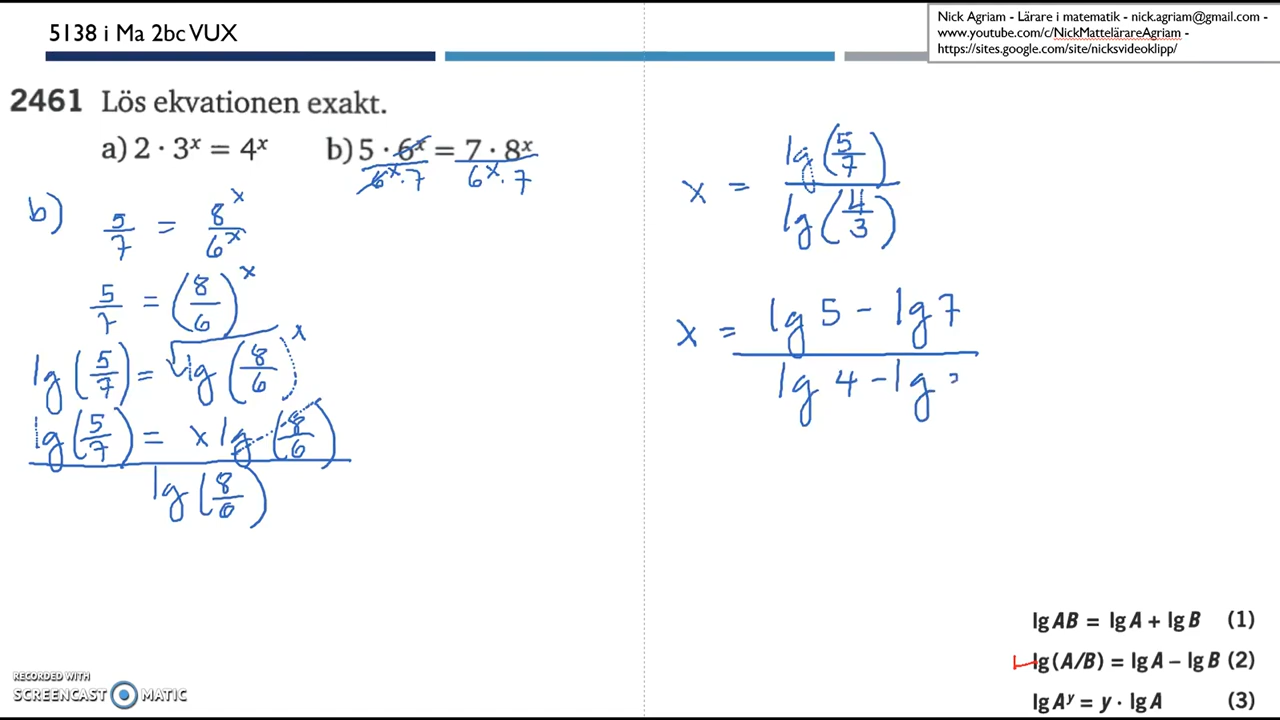 5138 i Ma 2bc VUX
Nick Agriam - Lärare i matematik - nick.agriam@gmail.com -
www.youtube.com/c/NickMattelärareAgriam -
https://sites.google.com/site/nicksvideoklipp/
2461 Lös ekvationen exakt.
a) 2 · 3ˣ = 4ˣ b) 5 · 6ˣ = 7 · 8ˣ
6ˣ · 7 6ˣ · 7
b) 5/7 = 8ˣ/6ˣ
5/7 = (8/6)ˣ
lg(5/7) = lg(8/6)ˣ
lg(5/7) = x lg(8/6)
lg(8/6)
x = lg(5/7) / lg(4/3)
x = lg 5 - lg 7 / lg 4 - lg
lg AB = lg A + lg B (1)
lg(A/B) = lg A − lg B (2)
lg Aʸ = y · lg A (3)
RECORDED WITH
SCREENCAST MATIC